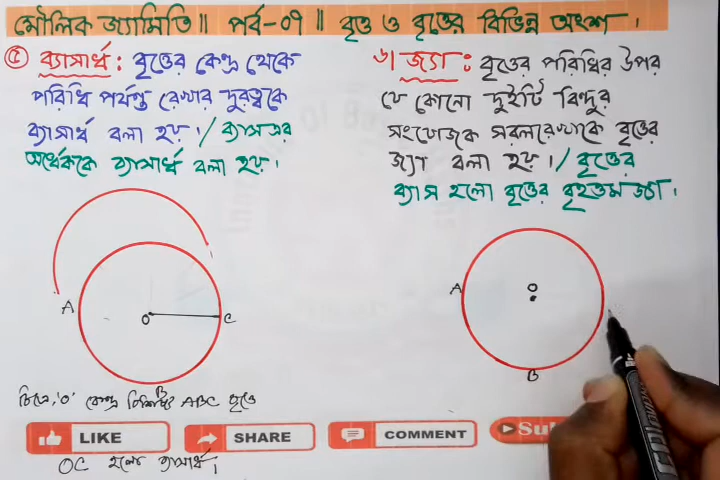 মৌলিক জ্যামিতি॥ পর্ব-০৭॥ বৃত্ত ও বৃত্তের বিভিন্ন অংশ।
৫ ব্যাসার্ধ: বৃত্তের কেন্দ্র থেকে
পরিধি পর্যন্ত রেখার দুরত্বকে
ব্যাসার্ধ বলা হয়।/ব্যাসের
অর্ধেককে ব্যাসার্ধ বলা হয়।
৬। জ্যা: বৃত্তের পরিধির উপর
যে কোনো দুইটি বিন্দুর
সংযোজক সরলরেখাকে বৃত্তের
জ্যা বলা হয়।/বৃত্তের
ব্যাস হলো বৃত্তের বৃহত্তম জ্যা।
A
O
C
B
A
O
B
চিত্রে, 'O' কেন্দ্র বিশিষ্ট ABC বৃত্তে
LIKE
SHARE
COMMENT
OC হলো ব্যাসার্ধ।